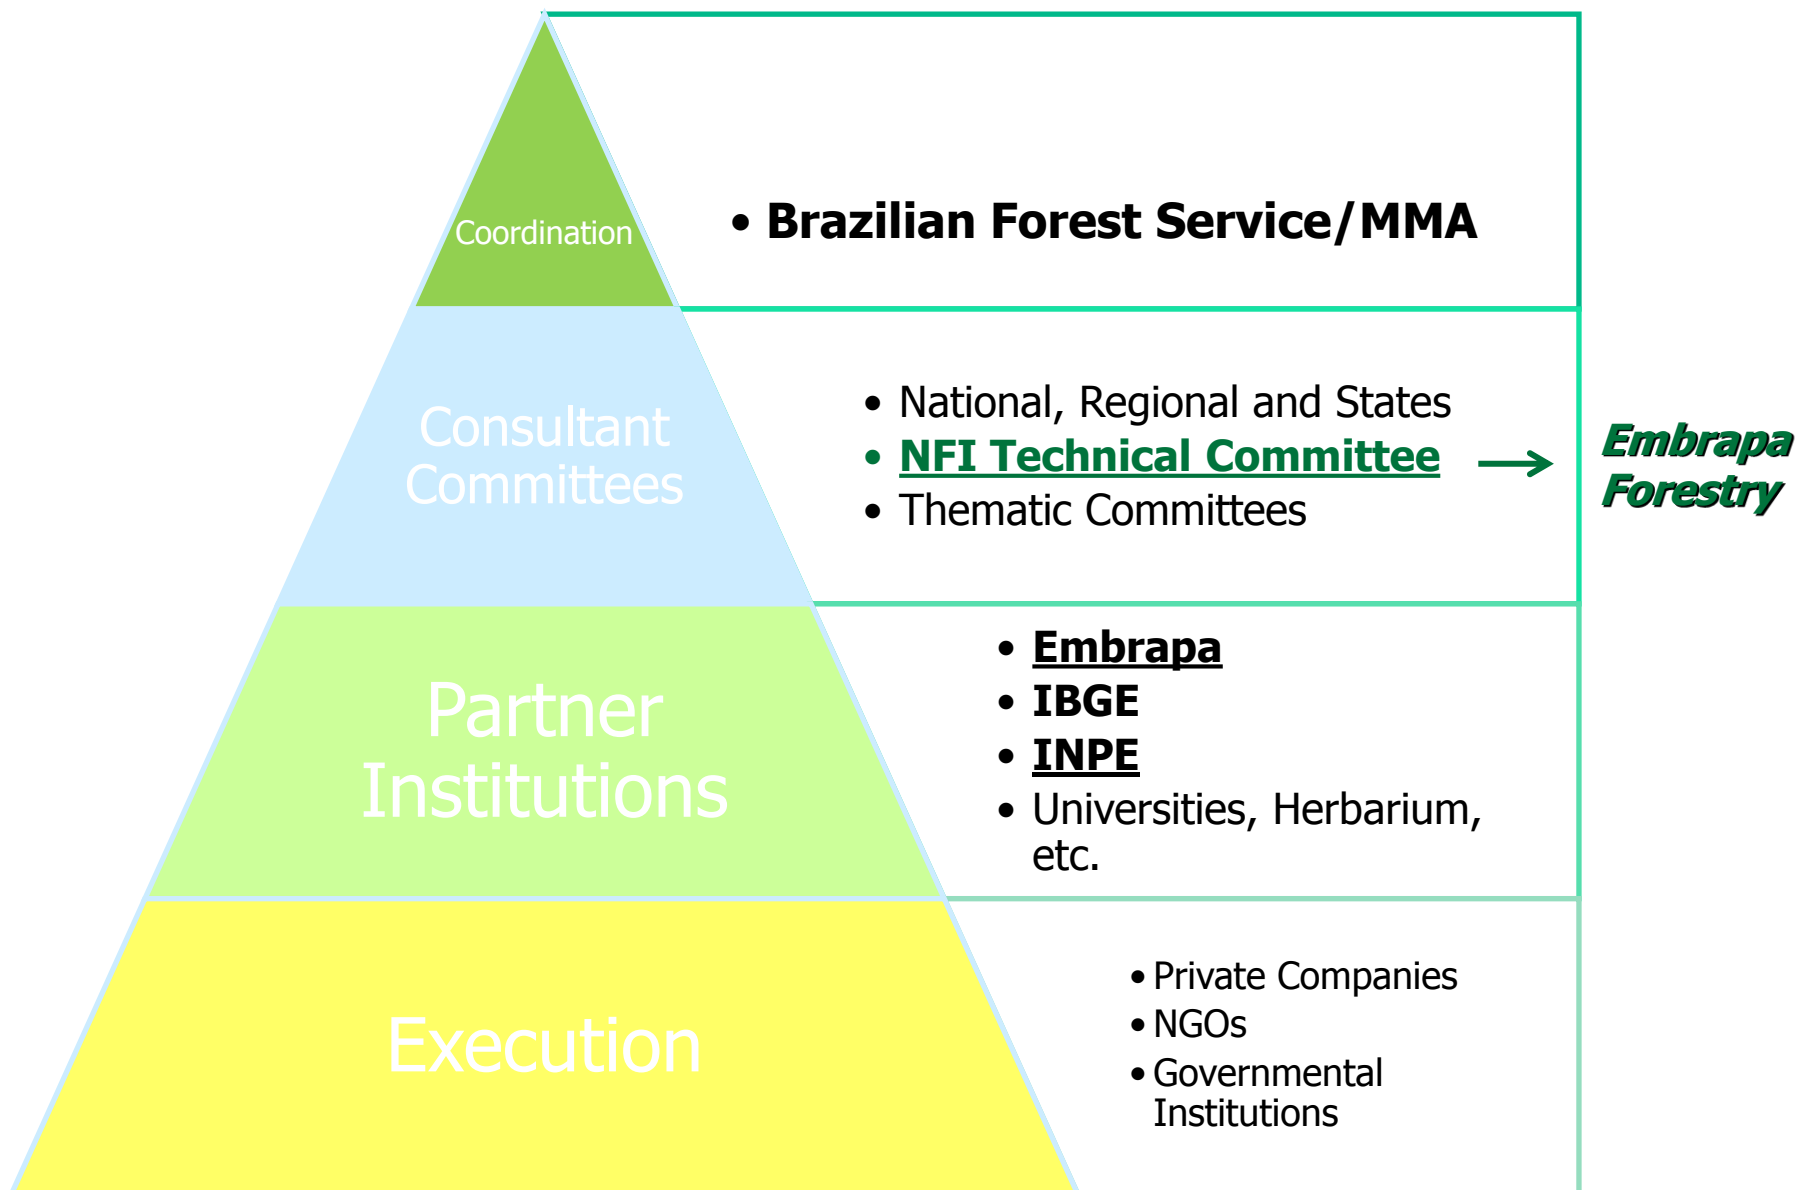 Coordination
• Brazilian Forest Service/MMA
Consultant
Committees
• National, Regional and States
• NFI Technical Committee
• Thematic Committees
Embrapa
Forestry
Partner
Institutions
• Embrapa
• IBGE
• INPE
• Universities, Herbarium,
etc.
Execution
• Private Companies
• NGOs
• Governmental
Institutions